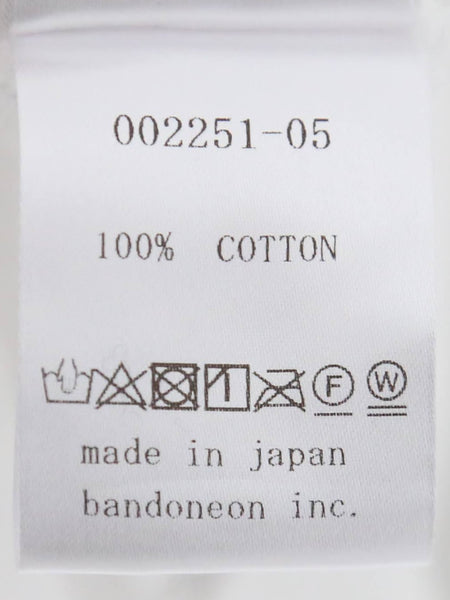 002251-05
100% COTTON
F W
made in japan
bandoneon inc.